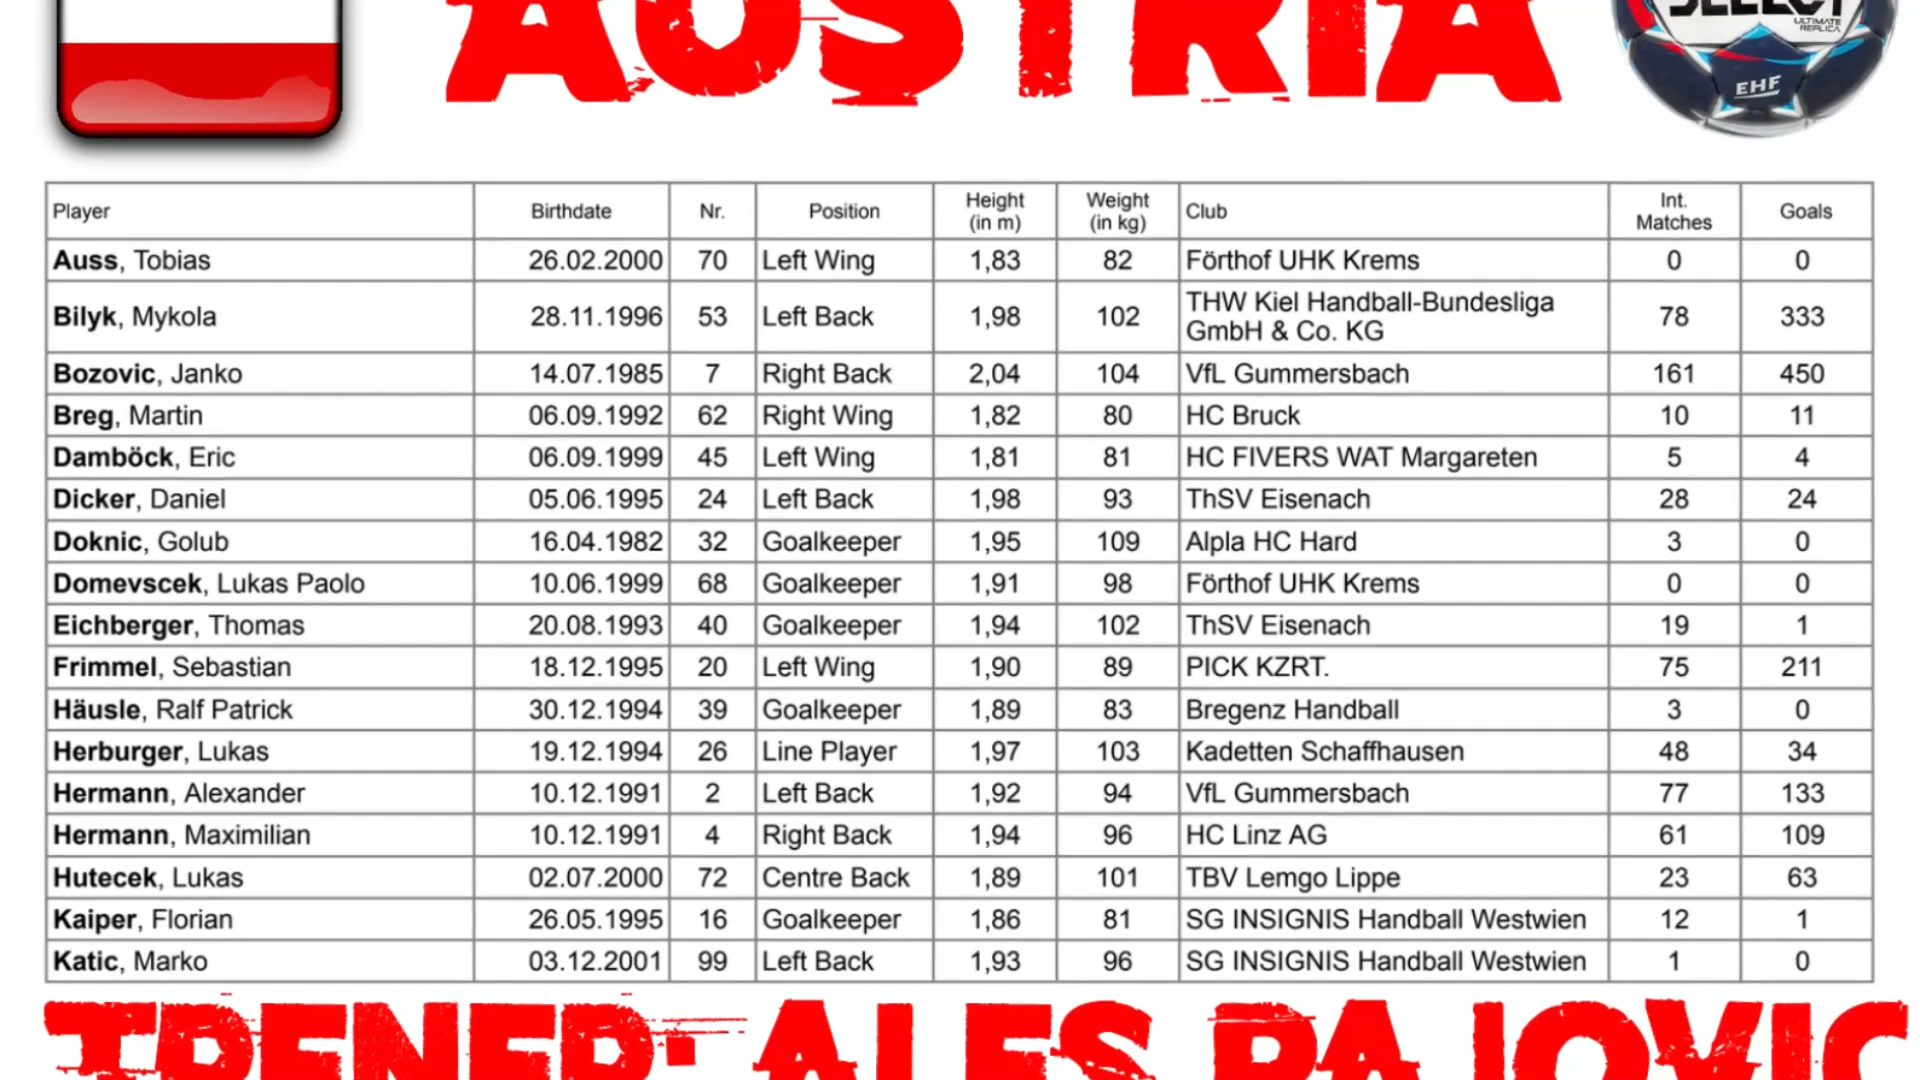 AUSTRIA
SELECT
ULTIMATE
REPLICA
EHF
Player Birthdate Nr. Position Height (in m) Weight (in kg) Club Int. Matches Goals
Auss, Tobias 26.02.2000 70 Left Wing 1,83 82 Förthof UHK Krems 0 0
Bilyk, Mykola 28.11.1996 53 Left Back 1,98 102 THW Kiel Handball-Bundesliga GmbH & Co. KG 78 333
Bozovic, Janko 14.07.1985 7 Right Back 2,04 104 VfL Gummersbach 161 450
Breg, Martin 06.09.1992 62 Right Wing 1,82 80 HC Bruck 10 11
Damböck, Eric 06.09.1999 45 Left Wing 1,81 81 HC FIVERS WAT Margareten 5 4
Dicker, Daniel 05.06.1995 24 Left Back 1,98 93 ThSV Eisenach 28 24
Doknic, Golub 16.04.1982 32 Goalkeeper 1,95 109 Alpla HC Hard 3 0
Domevscek, Lukas Paolo 10.06.1999 68 Goalkeeper 1,91 98 Förthof UHK Krems 0 0
Eichberger, Thomas 20.08.1993 40 Goalkeeper 1,94 102 ThSV Eisenach 19 1
Frimmel, Sebastian 18.12.1995 20 Left Wing 1,90 89 PICK KZRT. 75 211
Häusle, Ralf Patrick 30.12.1994 39 Goalkeeper 1,89 83 Bregenz Handball 3 0
Herburger, Lukas 19.12.1994 26 Line Player 1,97 103 Kadetten Schaffhausen 48 34
Hermann, Alexander 10.12.1991 2 Left Back 1,92 94 VfL Gummersbach 77 133
Hermann, Maximilian 10.12.1991 4 Right Back 1,94 96 HC Linz AG 61 109
Hutecek, Lukas 02.07.2000 72 Centre Back 1,89 101 TBV Lemgo Lippe 23 63
Kaiper, Florian 26.05.1995 16 Goalkeeper 1,86 81 SG INSIGNIS Handball Westwien 12 1
Katic, Marko 03.12.2001 99 Left Back 1,93 96 SG INSIGNIS Handball Westwien 1 0
TRENER: ALES PAJOVIC